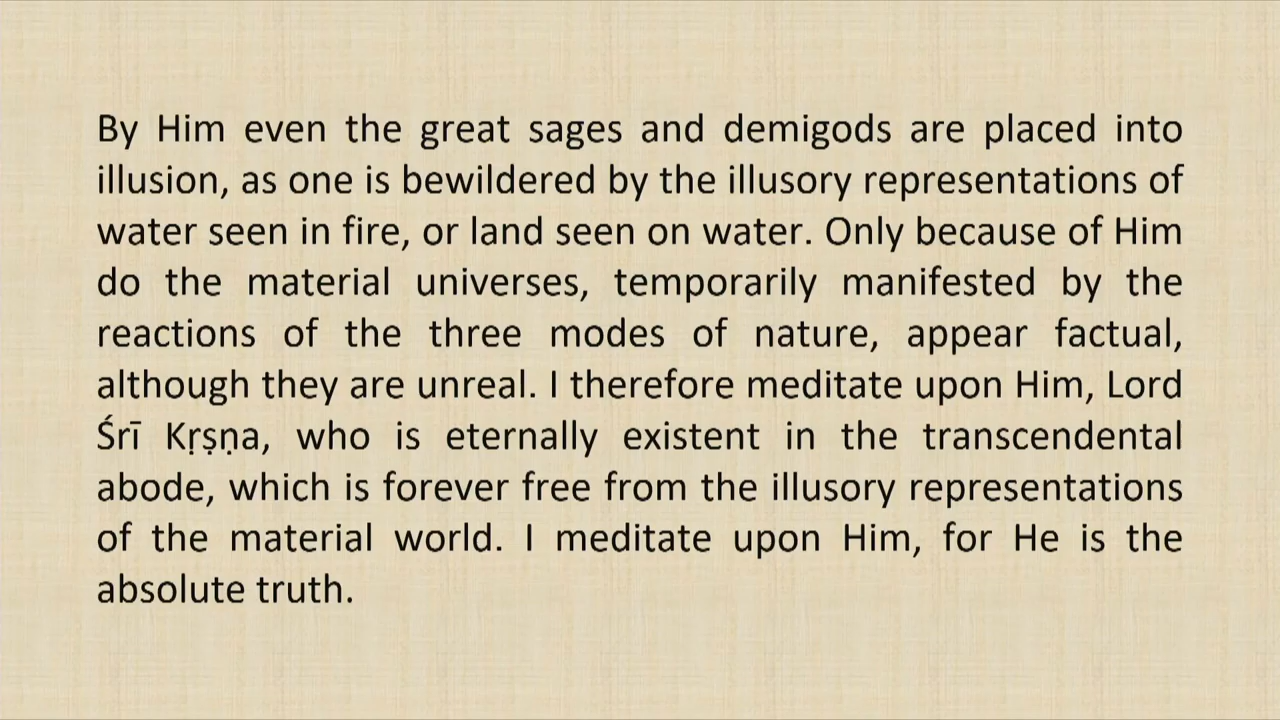 By Him even the great sages and demigods are placed into
illusion, as one is bewildered by the illusory representations of
water seen in fire, or land seen on water. Only because of Him
do the material universes, temporarily manifested by the
reactions of the three modes of nature, appear factual,
although they are unreal. I therefore meditate upon Him, Lord
Śrī Kṛṣṇa, who is eternally existent in the transcendental
abode, which is forever free from the illusory representations
of the material world. I meditate upon Him, for He is the
absolute truth.